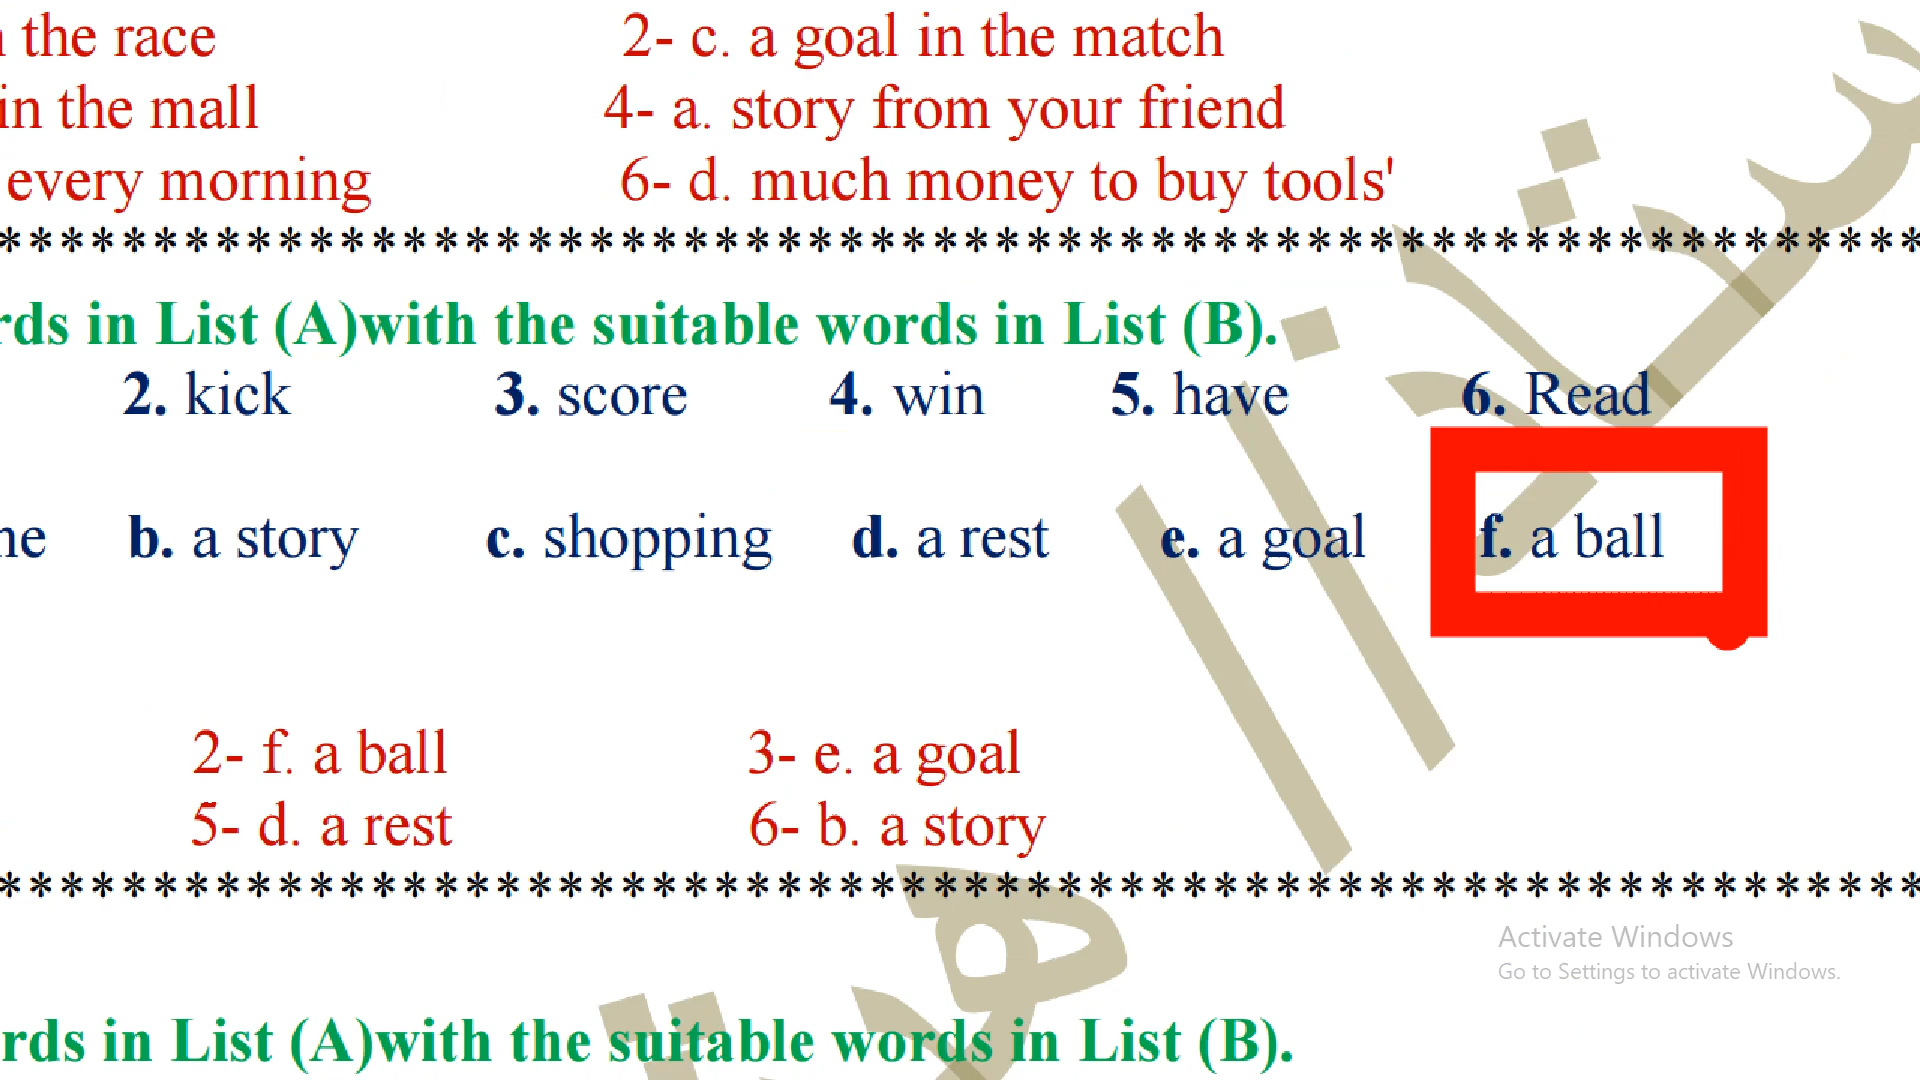 the race 2- c. a goal in the match
in the mall 4- a. story from your friend
every morning 6- d. much money to buy tools'
**************************************************************
rds in List (A)with the suitable words in List (B).
2. kick 3. score 4. win 5. have 6. Read
b. a story c. shopping d. a rest e. a goal f. a ball
2- f. a ball 3- e. a goal
5- d. a rest 6- b. a story
**************************************************************
Activate Windows
Go to Settings to activate Windows.
rds in List (A)with the suitable words in List (B).